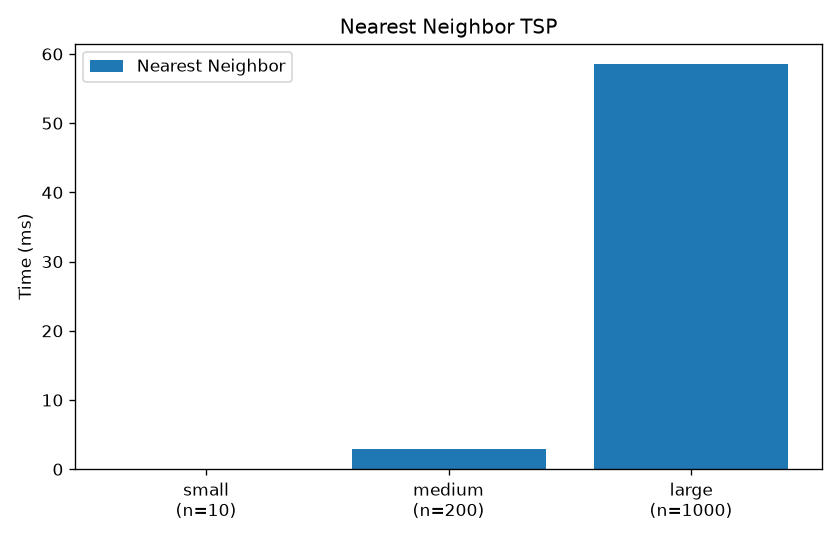 Nearest Neighbor TSP
Nearest Neighbor
Time (ms)
60
50
40
30
20
10
0
small
(n=10)
medium
(n=200)
large
(n=1000)